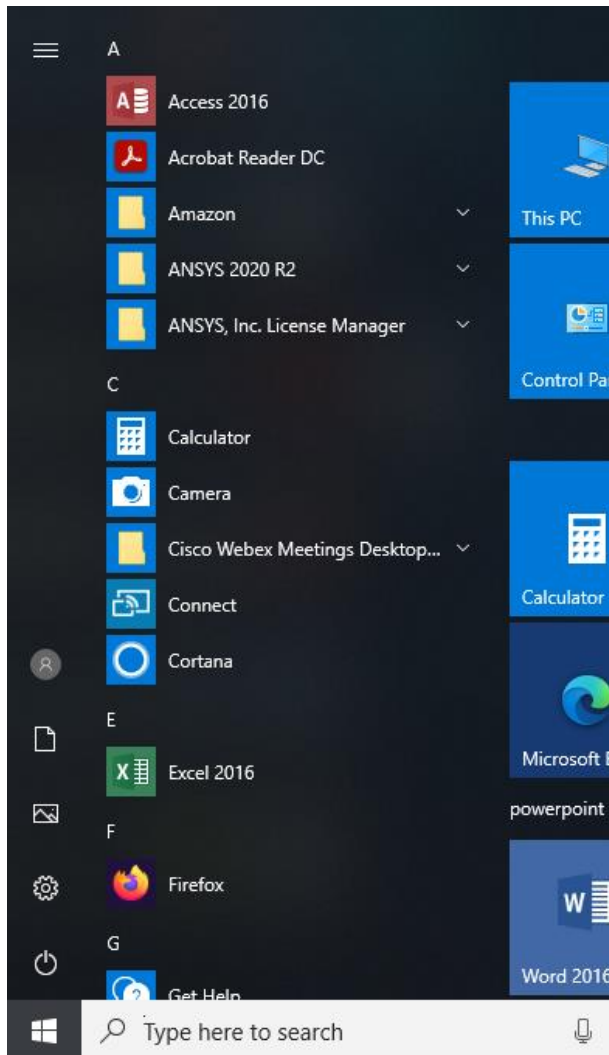 A
Access 2016
Acrobat Reader DC
Amazon
This PC
ANSYS 2020 R2
ANSYS, Inc. License Manager
Control Pa
C
Calculator
Camera
Cisco Webex Meetings Desktop...
Connect
Calculator
Cortana
E
Microsoft E
Excel 2016
powerpoint
F
Firefox
G
Get Help
Word 2016
Type here to search